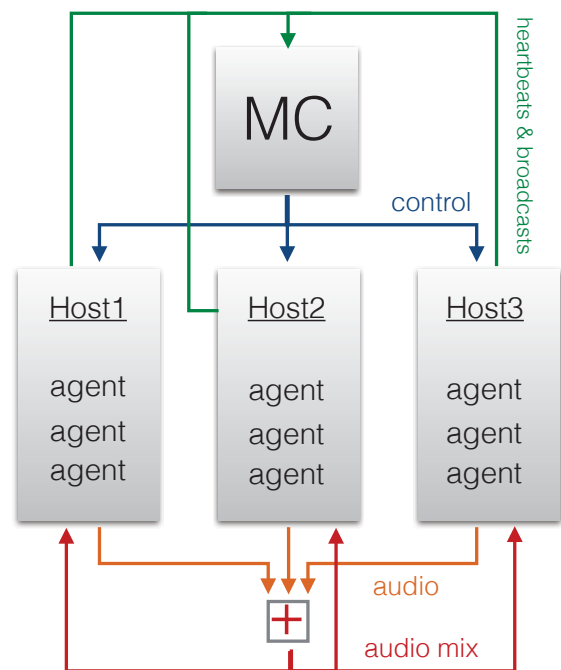 heartbeats & broadcasts
MC
control
Host1
agent
agent
agent
Host2
agent
agent
agent
Host3
agent
agent
agent
audio
+
audio mix